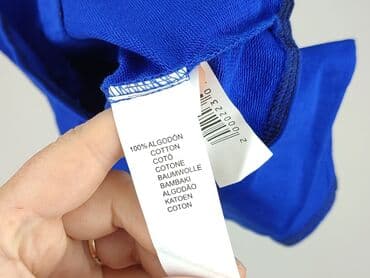 100% ALGODÓN
COTTON
COTÓ
COTONE
BAUMWOLLE
BAMBAKI
ALGODÃO
KATOEN
COTON